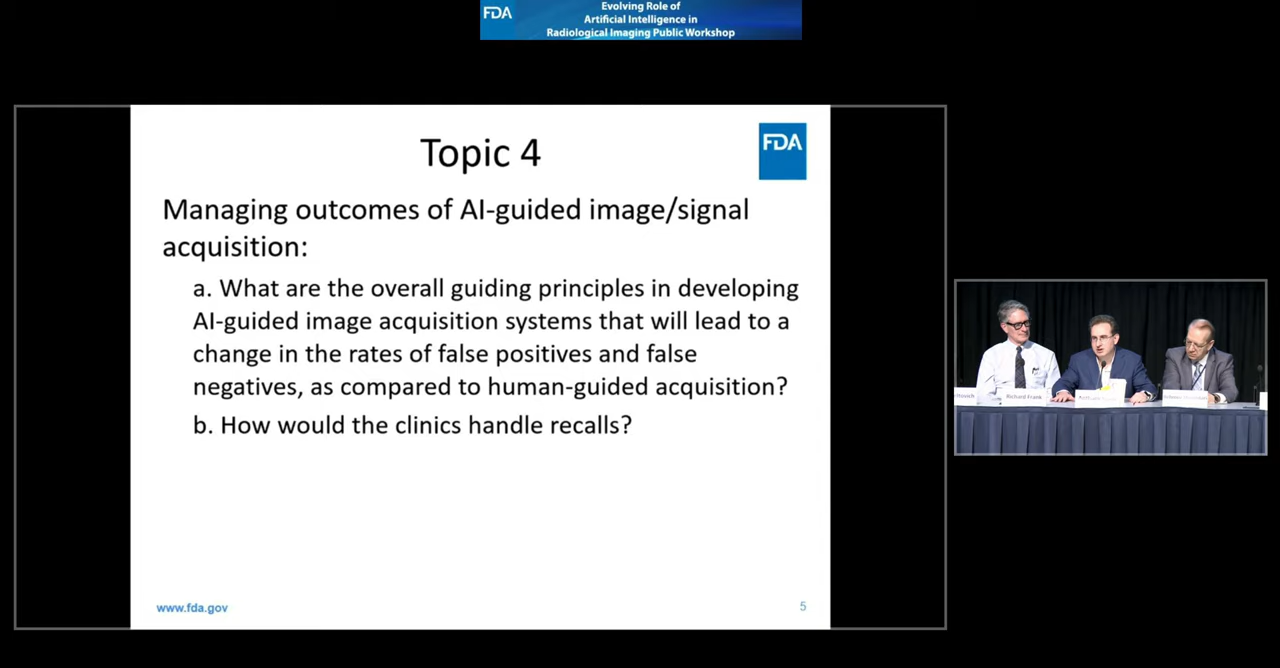 FDA
Evolving Role of
Artificial Intelligence in
Radiological Imaging Public Workshop
Topic 4
FDA
Managing outcomes of AI-guided image/signal
acquisition:
a. What are the overall guiding principles in developing
AI-guided image acquisition systems that will lead to a
change in the rates of false positives and false
negatives, as compared to human-guided acquisition?
b. How would the clinics handle recalls?
www.fda.gov
5
Richard Frank